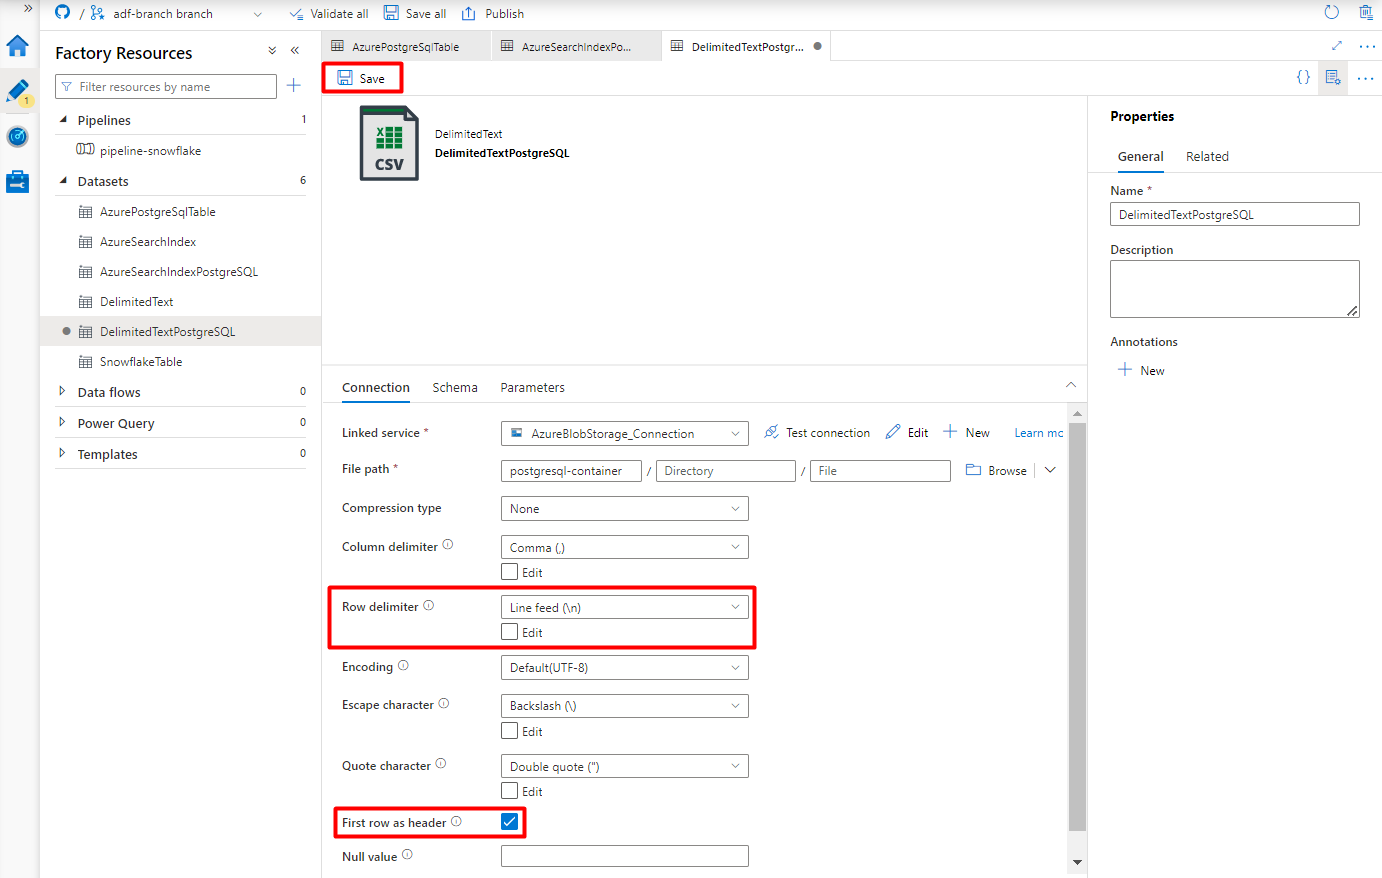 » / adf-branch branch Validate all Save all Publish
Factory Resources
Filter resources by name
Pipelines 1
pipeline-snowflake
Datasets 6
AzurePostgreSqlTable
AzureSearchIndex
AzureSearchIndexPostgreSQL
DelimitedText
DelimitedTextPostgreSQL
SnowflakeTable
Data flows 0
Power Query 0
Templates 0
1
AzurePostgreSqlTable AzureSearchIndexPo... DelimitedTextPostgr...
Save
CSV
DelimitedText
DelimitedTextPostgreSQL
Connection Schema Parameters
Linked service * AzureBlobStorage_Connection Test connection Edit New Learn mo
File path * postgresql-container / Directory / File Browse
Compression type None
Column delimiter Comma (,)
Edit
Row delimiter Line feed (\n)
Edit
Encoding Default(UTF-8)
Escape character Backslash (\)
Edit
Quote character Double quote (")
Edit
First row as header
Null value
Properties
General Related
Name *
DelimitedTextPostgreSQL
Description
Annotations
New